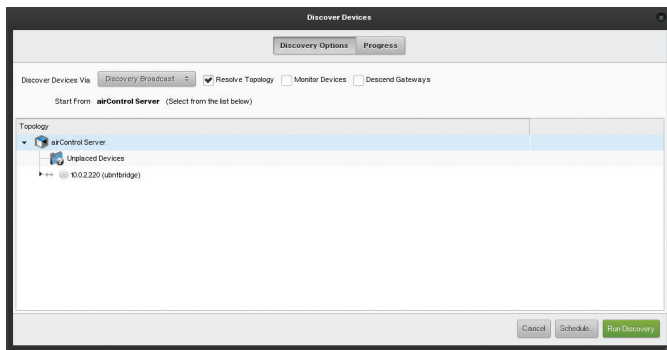 Discover Devices
Discovery Options Progress
Discover Devices Via Discovery Broadcast Resolve Topology Monitor Devices Descend Gateways
Start From airControl Server (Select from the list below)
Topology
airControl Server
Unplaced Devices
10.0.2.220 (ubntbridge)
Cancel Schedule... Run Discovery